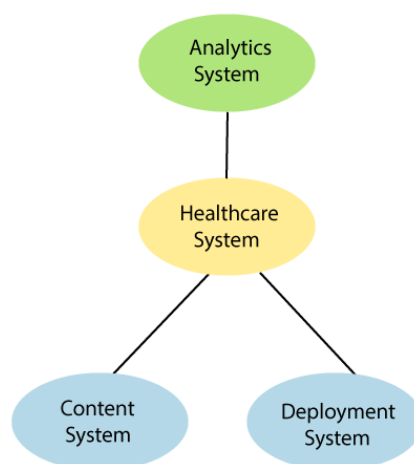 Analytics
System
Healthcare
System
Content
System
Deployment
System